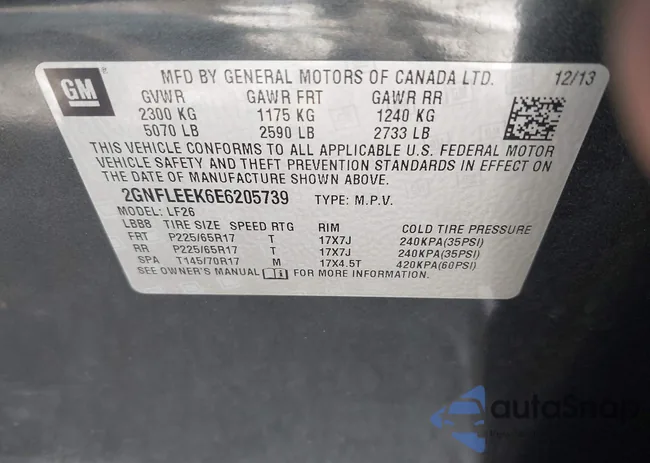 GM
MFD BY GENERAL MOTORS OF CANADA LTD. 12/13
GVWR GAWR FRT GAWR RR
2300 KG 1175 KG 1240 KG
5070 LB 2590 LB 2733 LB
THIS VEHICLE CONFORMS TO ALL APPLICABLE U.S. FEDERAL MOTOR
VEHICLE SAFETY AND THEFT PREVENTION STANDARDS IN EFFECT ON
THE DATE OF MANUFACTURE SHOWN ABOVE.
2GNFLEEK6E6205739 TYPE: M.P.V.
MODEL: LF26
LBBB TIRE SIZE SPEED RTG RIM COLD TIRE PRESSURE
FRT P225/65R17 T 17X7J 240KPA(35PSI)
RR P225/65R17 T 17X7J 240KPA(35PSI)
SPA T145/70R17 M 17X4.5T 420KPA(60PSI)
SEE OWNER'S MANUAL FOR MORE INFORMATION.
autoSnap